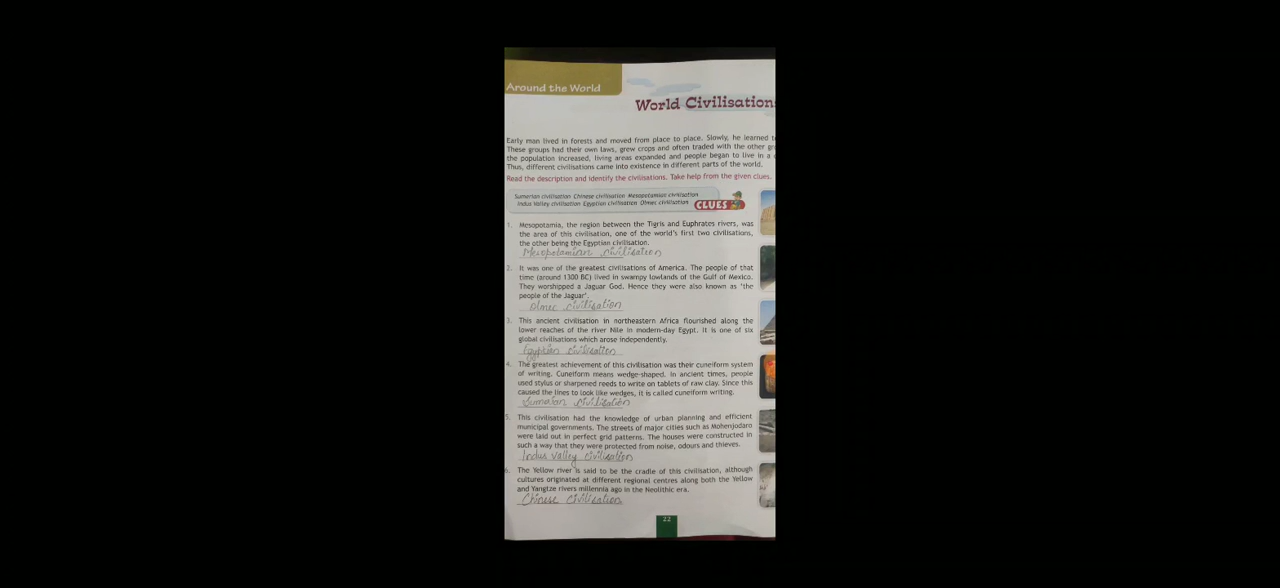 Around the World
World Civilisation
Early man lived in forests and moved from place to place. Slowly, he learned
These groups had their own laws, grew crops and often traded with the other
the population increased, living areas expanded and people began to live in a
Thus, different civilisations came into existence in different parts of the world.
Read the description and identify the civilisations. Take help from the given clues.
Sumerian civilisation Chinese civilisation Mesopotamian civilisation
Indus Valley civilisation Egyptian civilisation Olmec civilisation
CLUES
1. Mesopotamia, the region between the Tigris and Euphrates rivers, was
the area of this civilisation, one of the world's first two civilisations,
the other being the Egyptian civilisation.
Mesopotamian civilisation
2. It was one of the greatest civilisations of America. The people of that
time (around 1300 BC) lived in swampy lowlands of the Gulf of Mexico.
They worshipped a Jaguar God. Hence they were also known as 'the
people of the Jaguar'.
Olmec civilisation
3. This ancient civilisation in northeastern Africa flourished along the
lower reaches of the river Nile in modern-day Egypt. It is one of six
global civilisations which arose independently.
Egyptian civilisation
4. The greatest achievement of this civilisation was their cuneiform system
of writing. Cuneiform means wedge-shaped. In ancient times, people
used stylus or sharpened reeds to write on tablets of raw clay. Since this
caused the lines to look like wedges, it is called cuneiform writing.
civilisation
5. This civilisation had the knowledge of urban planning and efficient
municipal governments. The streets of major cities such as Mohenjodaro
were laid out in perfect grid patterns. The houses were constructed in
such a way that they were protected from noise, odours and thieves.
Indus Valley civilisation
6. The Yellow river is said to be the cradle of this civilisation, although
cultures originated at different regional centres along both the Yellow
and Yangtze rivers millennia ago in the Neolithic era.
Chinese civilisation
22